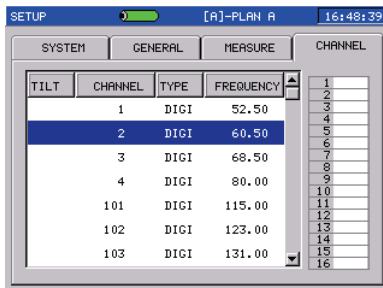 SETUP [A]-PLAN A 16:48:39
SYSTEM GENERAL MEASURE CHANNEL
TILT CHANNEL TYPE FREQUENCY
1 DIGI 52.50
2 DIGI 60.50
3 DIGI 68.50
4 DIGI 80.00
101 DIGI 115.00
102 DIGI 123.00
103 DIGI 131.00
1
2
3
4
5
6
7
8
9
10
11
12
13
14
15
16